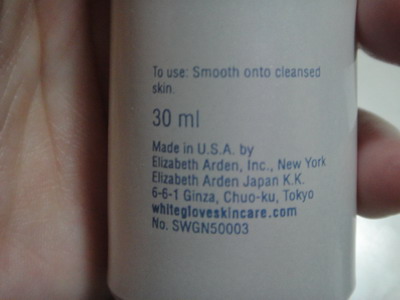 To use: Smooth onto cleansed
skin.
30 ml
Made in U.S.A. by
Elizabeth Arden, Inc., New York
Elizabeth Arden Japan K.K.
6-6-1 Ginza, Chuo-ku, Tokyo
whitegloveskincare.com
No. SWGN50003